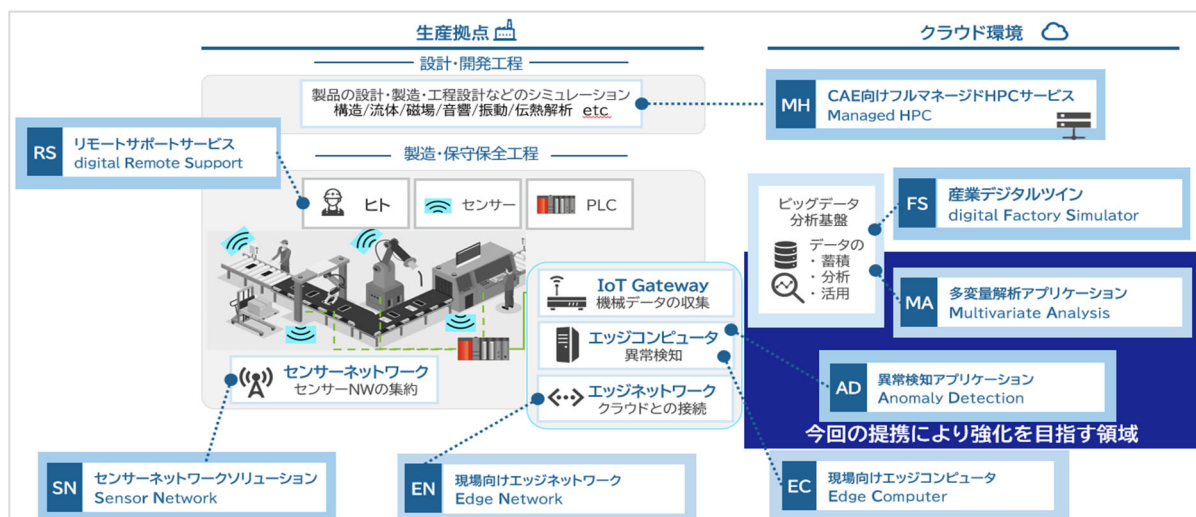 生産拠点
クラウド環境
設計・開発工程
製品の設計・製造・工程設計などのシミュレーション
構造/流体/磁場/音響/振動/伝熱解析 etc
MH
CAE向けフルマネージドHPCサービス
Managed HPC
RS
リモートサポートサービス
digital Remote Support
製造・保守保全工程
ヒト
センサー
PLC
ビッグデータ
分析基盤
データの
・蓄積
・分析
・活用
FS
産業デジタルツイン
digital Factory Simulator
MA
多変量解析アプリケーション
Multivariate Analysis
IoT Gateway
機械データの収集
エッジコンピュータ
異常検知
エッジネットワーク
クラウドとの接続
センサーネットワーク
センサーNWの集約
AD
異常検知アプリケーション
Anomaly Detection
今回の提携により強化を目指す領域
SN
センサーネットワークソリューション
Sensor Network
EN
現場向けエッジネットワーク
Edge Network
EC
現場向けエッジコンピュータ
Edge Computer